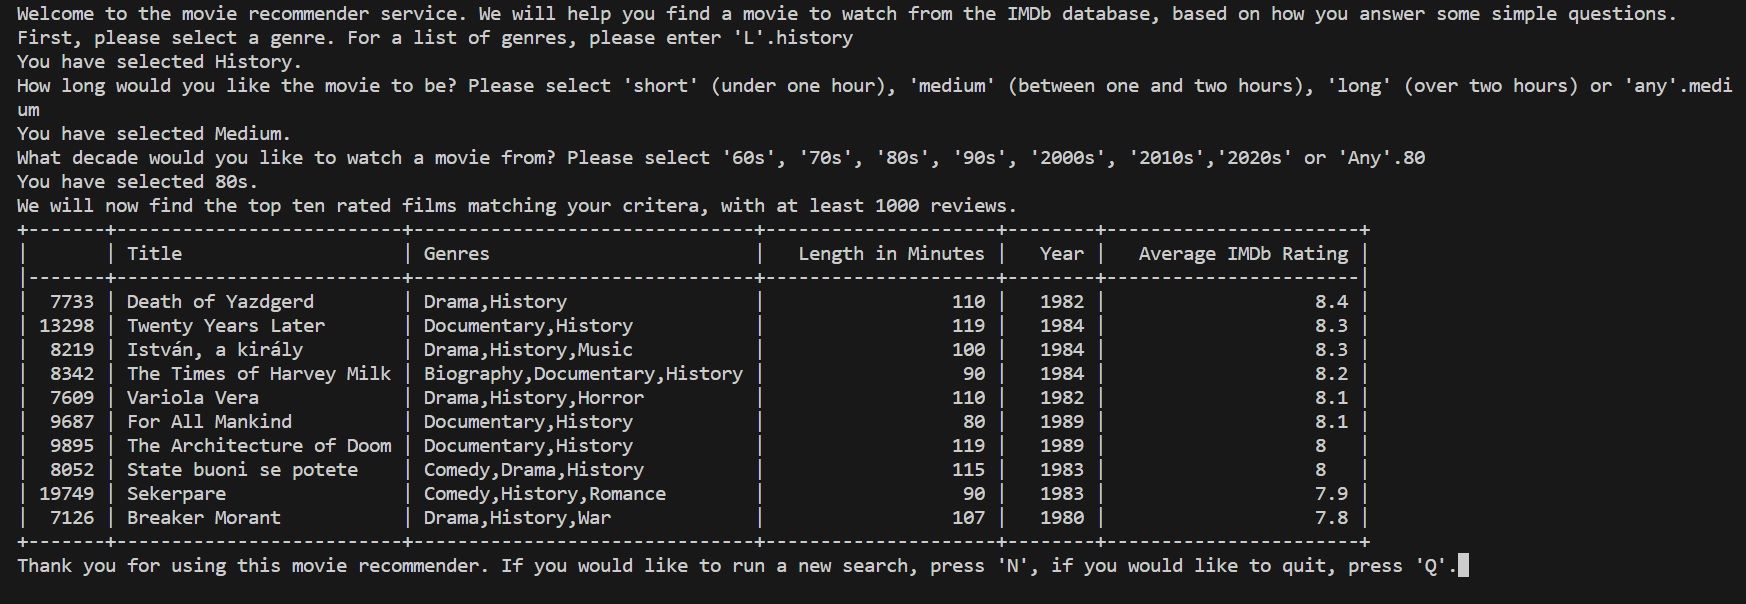 Welcome to the movie recommender service. We will help you find a movie to watch from the IMDb database, based on how you answer some simple questions.
First, please select a genre. For a list of genres, please enter 'L'.history
You have selected History.
How long would you like the movie to be? Please select 'short' (under one hour), 'medium' (between one and two hours), 'long' (over two hours) or 'any'.medi
um
You have selected Medium.
What decade would you like to watch a movie from? Please select '60s', '70s', '80s', '90s', '2000s', '2010s','2020s' or 'Any'.80
You have selected 80s.
We will now find the top ten rated films matching your critera, with at least 1000 reviews.
| | Title | Genres | Length in Minutes | Year | Average IMDb Rating |
| 7733 | Death of Yazdgerd | Drama,History | 110 | 1982 | 8.4 |
| 13298 | Twenty Years Later | Documentary,History | 119 | 1984 | 8.3 |
| 8219 | István, a király | Drama,History,Music | 100 | 1984 | 8.3 |
| 8342 | The Times of Harvey Milk | Biography,Documentary,History | 90 | 1984 | 8.2 |
| 7609 | Variola Vera | Drama,History,Horror | 110 | 1982 | 8.1 |
| 9687 | For All Mankind | Documentary,History | 80 | 1989 | 8.1 |
| 9895 | The Architecture of Doom | Documentary,History | 119 | 1989 | 8 |
| 8052 | State buoni se potete | Comedy,Drama,History | 115 | 1983 | 8 |
| 19749 | Sekerpare | Comedy,History,Romance | 90 | 1983 | 7.9 |
| 7126 | Breaker Morant | Drama,History,War | 107 | 1980 | 7.8 |
Thank you for using this movie recommender. If you would like to run a new search, press 'N', if you would like to quit, press 'Q'.